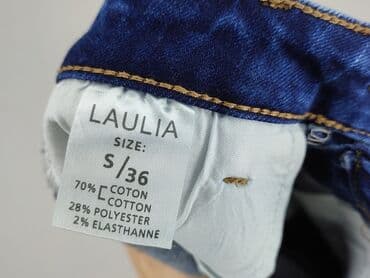 LAULIA
SIZE:
S/36
70% COTON
COTTON
28% POLYESTER
2% ELASTHANNE